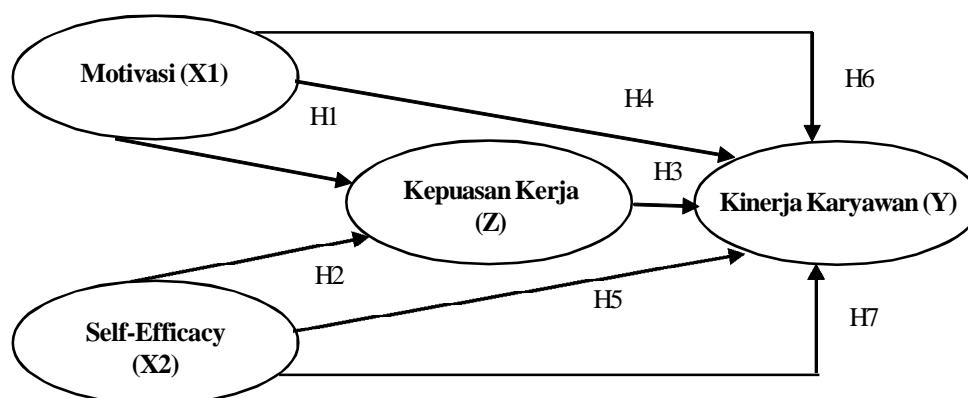 Motivasi (X1)
H6
H4
H1
H3
Kepuasan Kerja
(Z)
Kinerja Karyawan (Y)
H2
H5
H7
Self-Efficacy
(X2)